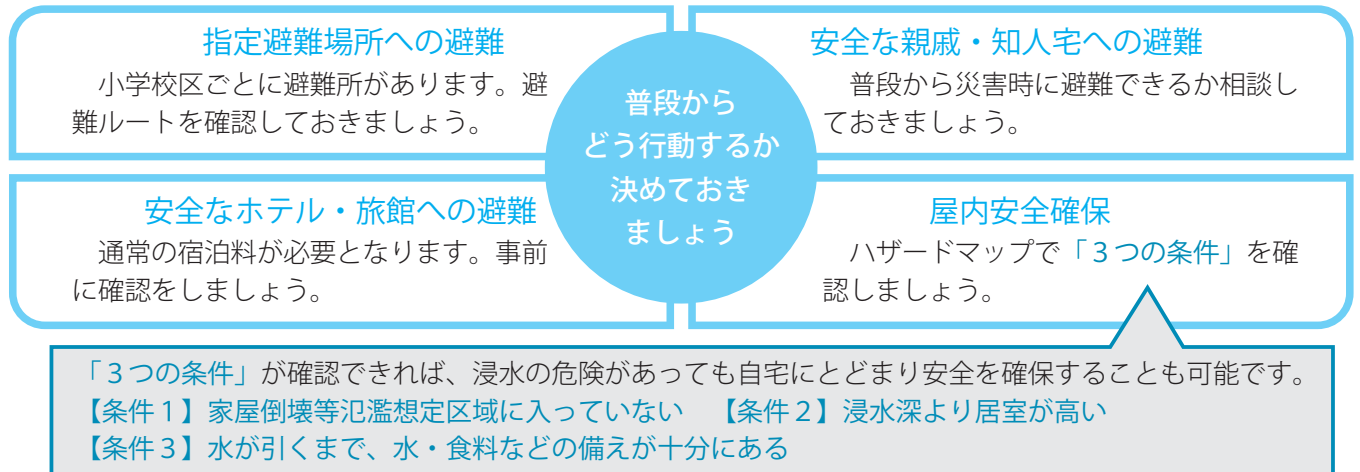 指定避難場所への避難
　小学校区ごとに避難所があります。避
難ルートを確認しておきましょう。
安全な親戚・知人宅への避難
　普段から災害時に避難できるか相談し
ておきましょう。
普段から
どう行動するか
決めておき
ましょう
安全なホテル・旅館への避難
　通常の宿泊料が必要となります。事前
に確認をしましょう。
屋内安全確保
　ハザードマップで「３つの条件」を確
認しましょう。
「３つの条件」が確認できれば、浸水の危険があっても自宅にとどまり安全を確保することも可能です。
【条件１】家屋倒壊等氾濫想定区域に入っていない　【条件２】浸水深より居室が高い
【条件３】水が引くまで、水・食料などの備えが十分にある